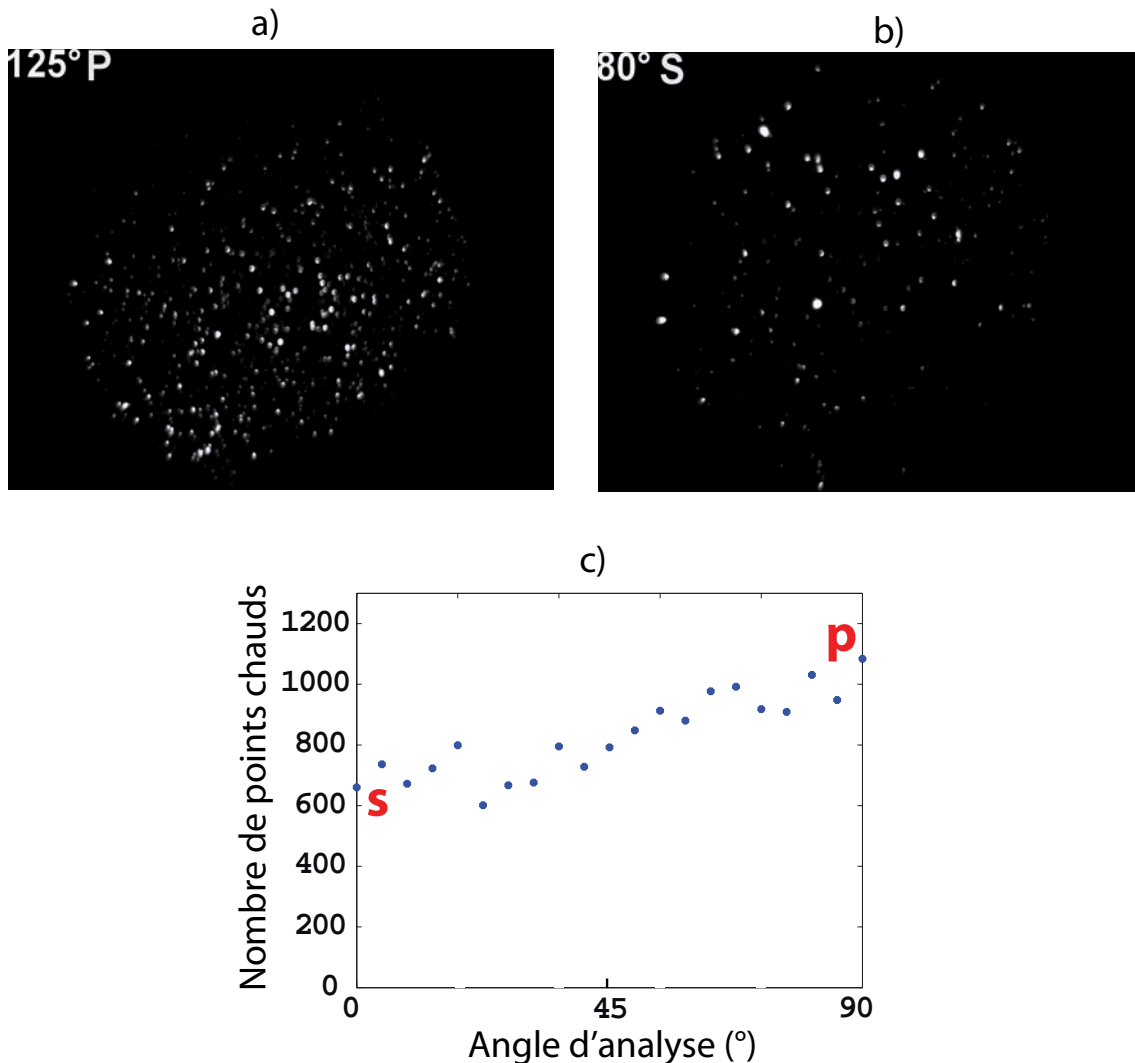 a)
b)
125° P
80° S
c)
Nombre de points chauds
1200
1000
800
600
400
200
0
p
s
0
45
90
Angle d'analyse (°)